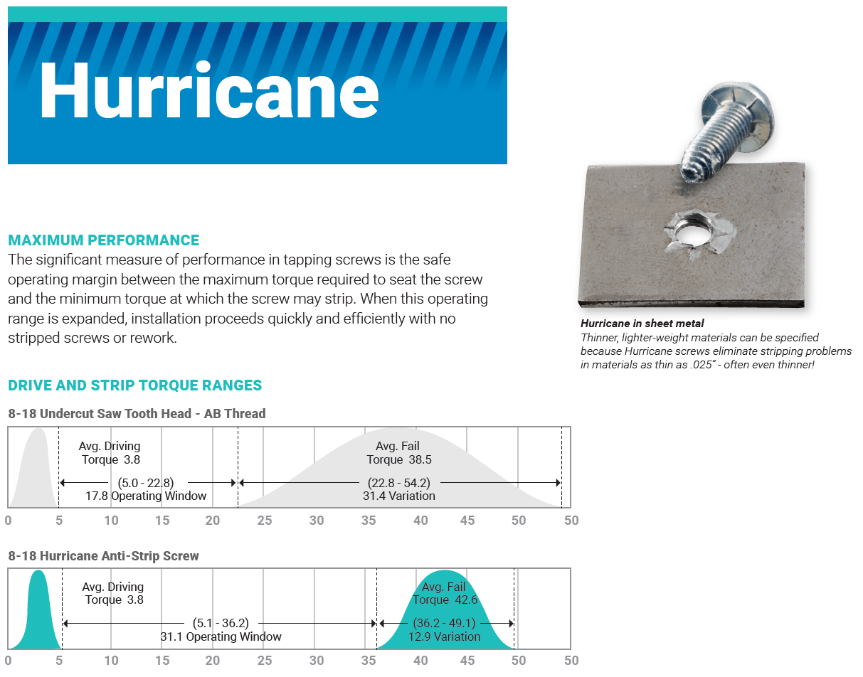 Hurricane
MAXIMUM PERFORMANCE
The significant measure of performance in tapping screws is the safe
operating margin between the maximum torque required to seat the screw
and the minimum torque at which the screw may strip. When this operating
range is expanded, installation proceeds quickly and efficiently with no
stripped screws or rework.
Hurricane in sheet metal
Thinner, lighter-weight materials can be specified
because Hurricane screws eliminate stripping problems
in materials as thin as .025" - often even thinner!
DRIVE AND STRIP TORQUE RANGES
8-18 Undercut Saw Tooth Head - AB Thread
Avg. Driving
Torque 3.8
(5.0 - 22.8)
17.8 Operating Window
Avg. Fail
Torque 38.5
(22.8 - 54.2)
31.4 Variation
0 5 10 15 20 25 30 35 40 45 50 50
8-18 Hurricane Anti-Strip Screw
Avg. Driving
Torque 3.8
(5.1 - 36.2)
31.1 Operating Window
Avg. Fail
Torque 42.6
(36.2 - 49.1)
12.9 Variation
0 5 10 15 20 25 30 35 40 45 50 50